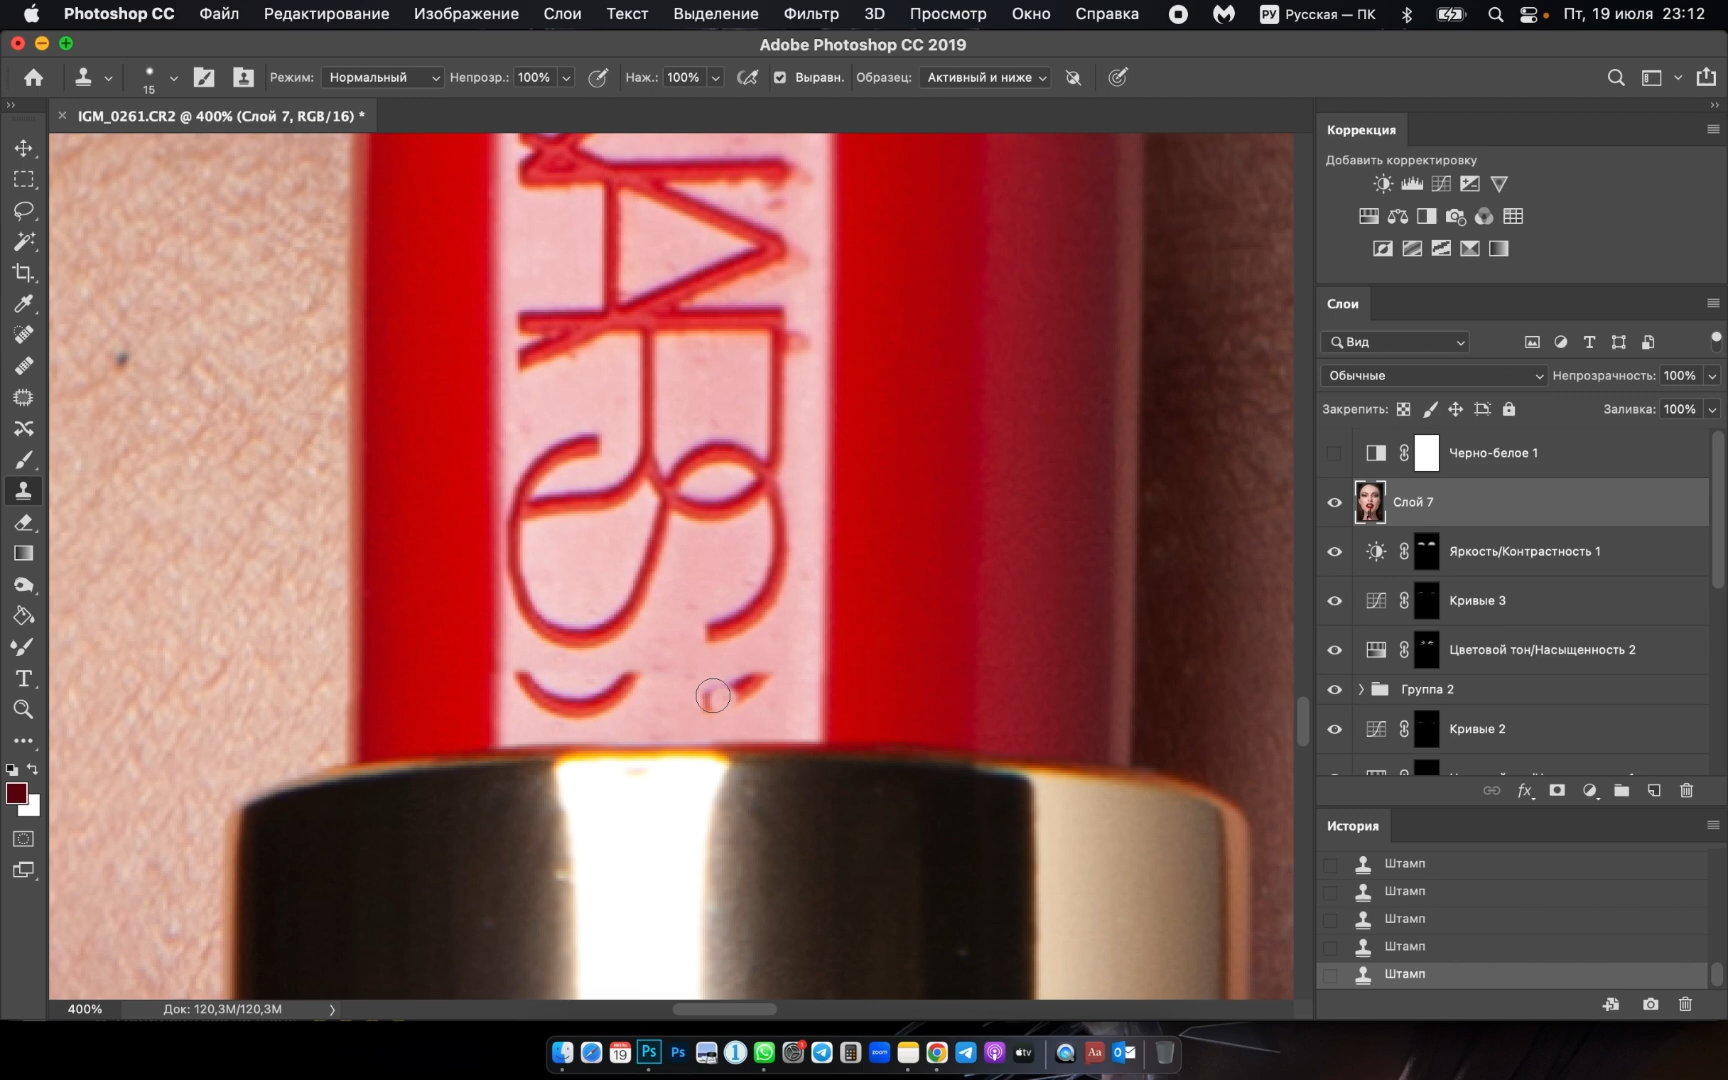 Photoshop CC Файл Редактирование Изображение Слои Текст Выделение Фильтр 3D Просмотр Окно Справка РУ Русская — ПК Пт, 19 июля 23:12
Adobe Photoshop CC 2019
15 Режим: Нормальный Непрозр.: 100% Наж.: 100% Выравн. Образец: Активный и ниже
IGM_0261.CR2 @ 400% (Слой 7, RGB/16) *
Коррекция
Добавить корректировку
Слои
Вид
Обычные Непрозрачность: 100%
Закрепить: Заливка: 100%
Черно-белое 1
Слой 7
Яркость/Контрастность 1
Кривые 3
Цветовой тон/Насыщенность 2
Группа 2
Кривые 2
История
Штамп
Штамп
Штамп
Штамп
Штамп
400% Док: 120,3M/120,3M